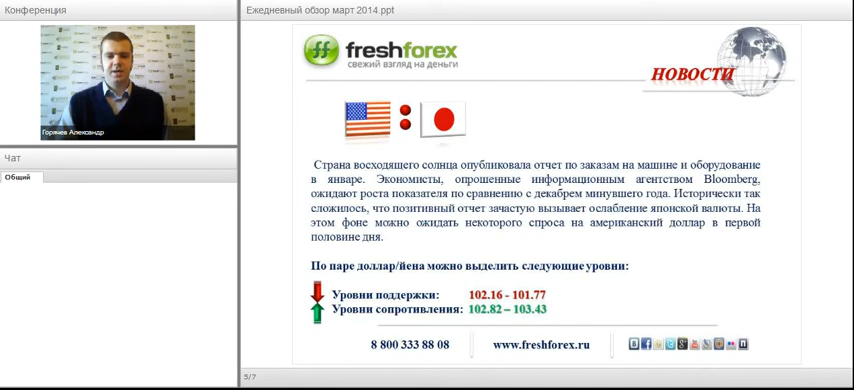 Конференция
Горячев Александр
Чат
Общий
Ежедневный обзор март 2014.ppt
freshforex
свежий взгляд на деньги
НОВОСТИ
Страна восходящего солнца опубликовала отчет по заказам на машине и оборудование
в январе. Экономисты, опрошенные информационным агентством Bloomberg,
ожидают роста показателя по сравнению с декабрем минувшего года. Исторически так
сложилось, что позитивный отчет зачастую вызывает ослабление японской валюты. На
этом фоне можно ожидать некоторого спроса на американский доллар в первой
половине дня.
По паре доллар/йена можно выделить следующие уровни:
Уровни поддержки: 102.16 - 101.77
Уровни сопротивления: 102.82 – 103.43
8 800 333 88 08
www.freshforex.ru
5/7